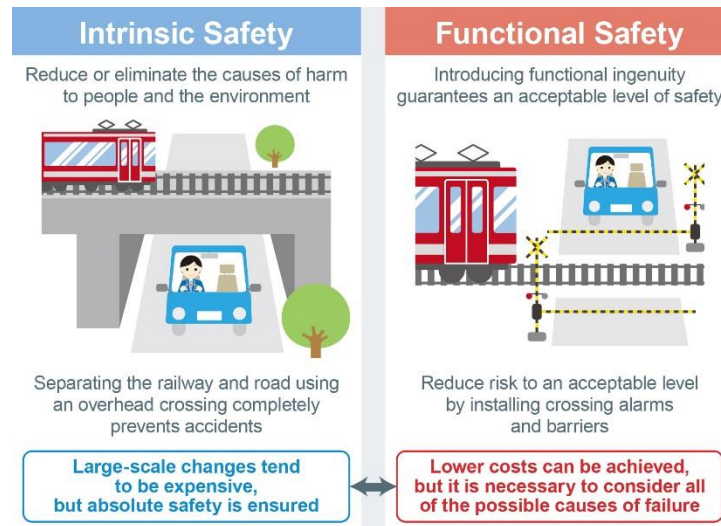 Intrinsic Safety
Reduce or eliminate the causes of harm
to people and the environment
Separating the railway and road using
an overhead crossing completely
prevents accidents
Large-scale changes tend
to be expensive,
but absolute safety is ensured
Functional Safety
Introducing functional ingenuity
guarantees an acceptable level of safety
Reduce risk to an acceptable level
by installing crossing alarms
and barriers
Lower costs can be achieved,
but it is necessary to consider all
of the possible causes of failure